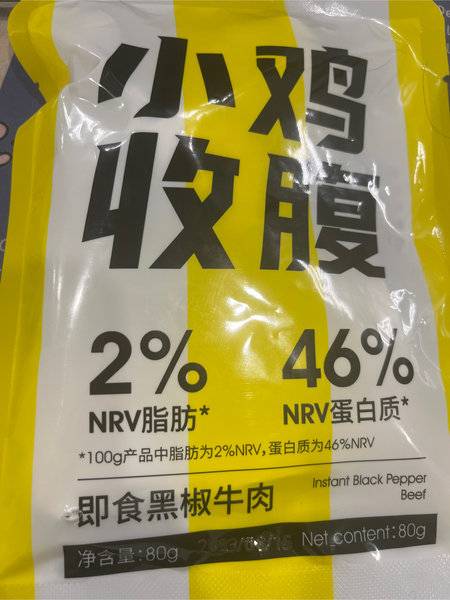 小鸡
收腹
2% 46%
NRV脂肪* NRV蛋白质*
*100g产品中脂肪为2%NRV,蛋白质为46%NRV
即食黑椒牛肉
Instant Black Pepper
Beef
净含量:80g Net content:80g